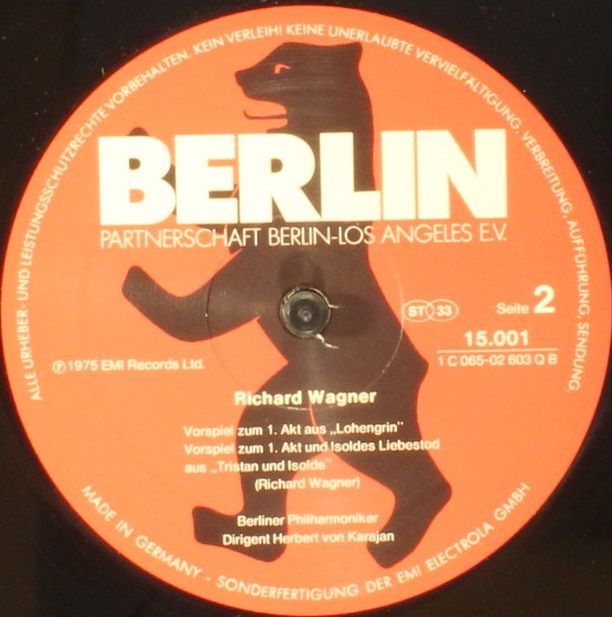 ALLE URHEBER- UND LEISTUNGSSCHUTZRECHTE VORBEHALTEN. KEIN VERLEIH! KEINE UNERLAUBTE VERVIELFÄLTIGUNG, VERBREITUNG, AUFFÜHRUNG, SENDUNG.
BERLIN
PARTNERSCHAFT BERLIN-LOS ANGELES E.V.
ST 33
Seite 2
15.001
1 C 065-02 603 Q B
℗ 1975 EMI Records Ltd.
Richard Wagner
Vorspiel zum 1. Akt aus „Lohengrin"
Vorspiel zum 1. Akt und Isoldes Liebestod
aus „Tristan und Isolde"
(Richard Wagner)
Berliner Philharmoniker
Dirigent Herbert von Karajan
MADE IN GERMANY - SONDERFERTIGUNG DER EMI ELECTROLA GMBH